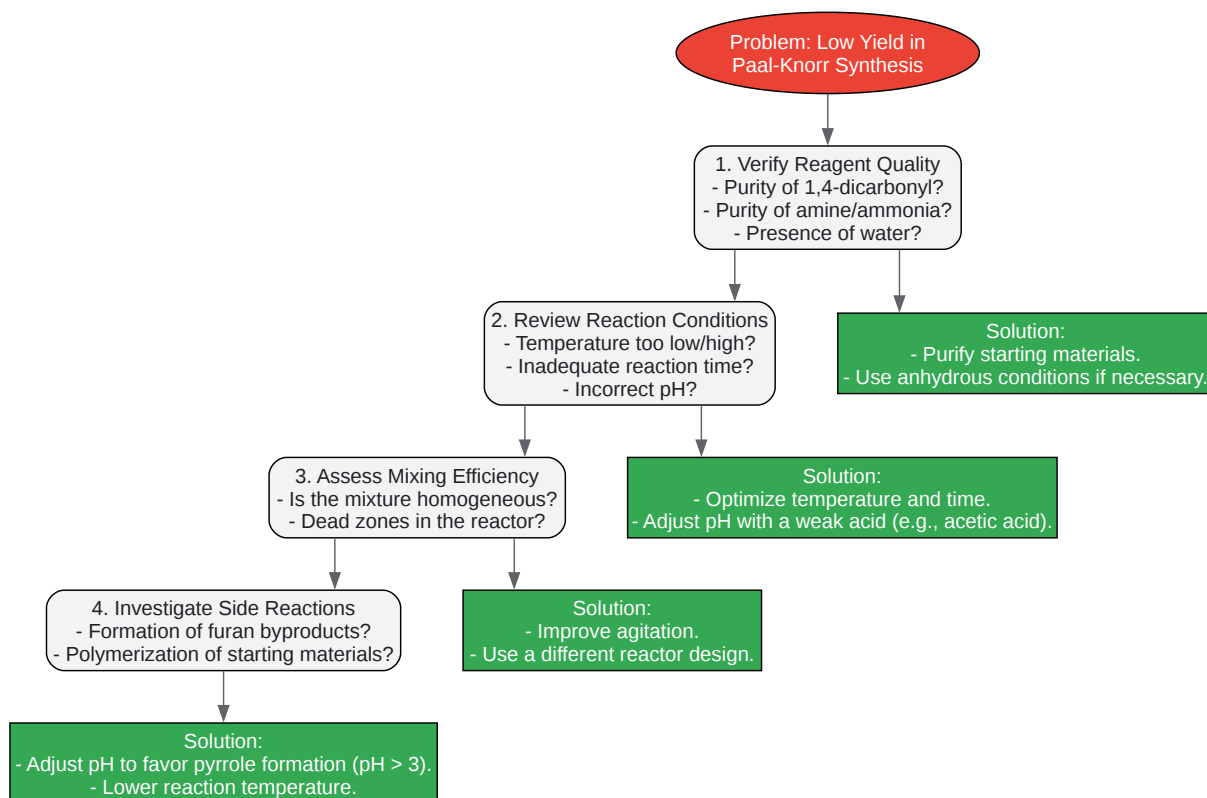 Problem: Low Yield in
Paal-Knorr Synthesis
1. Verify Reagent Quality
- Purity of 1,4-dicarbonyl?
- Purity of amine/ammonia?
- Presence of water?
2. Review Reaction Conditions
- Temperature too low/high?
- Inadequate reaction time?
- Incorrect pH?
Solution:
- Purify starting materials.
- Use anhydrous conditions if necessary.
3. Assess Mixing Efficiency
- Is the mixture homogeneous?
- Dead zones in the reactor?
Solution:
- Optimize temperature and time.
- Adjust pH with a weak acid (e.g., acetic acid).
4. Investigate Side Reactions
- Formation of furan byproducts?
- Polymerization of starting materials?
Solution:
- Improve agitation.
- Use a different reactor design.
Solution:
- Adjust pH to favor pyrrole formation (pH > 3).
- Lower reaction temperature.